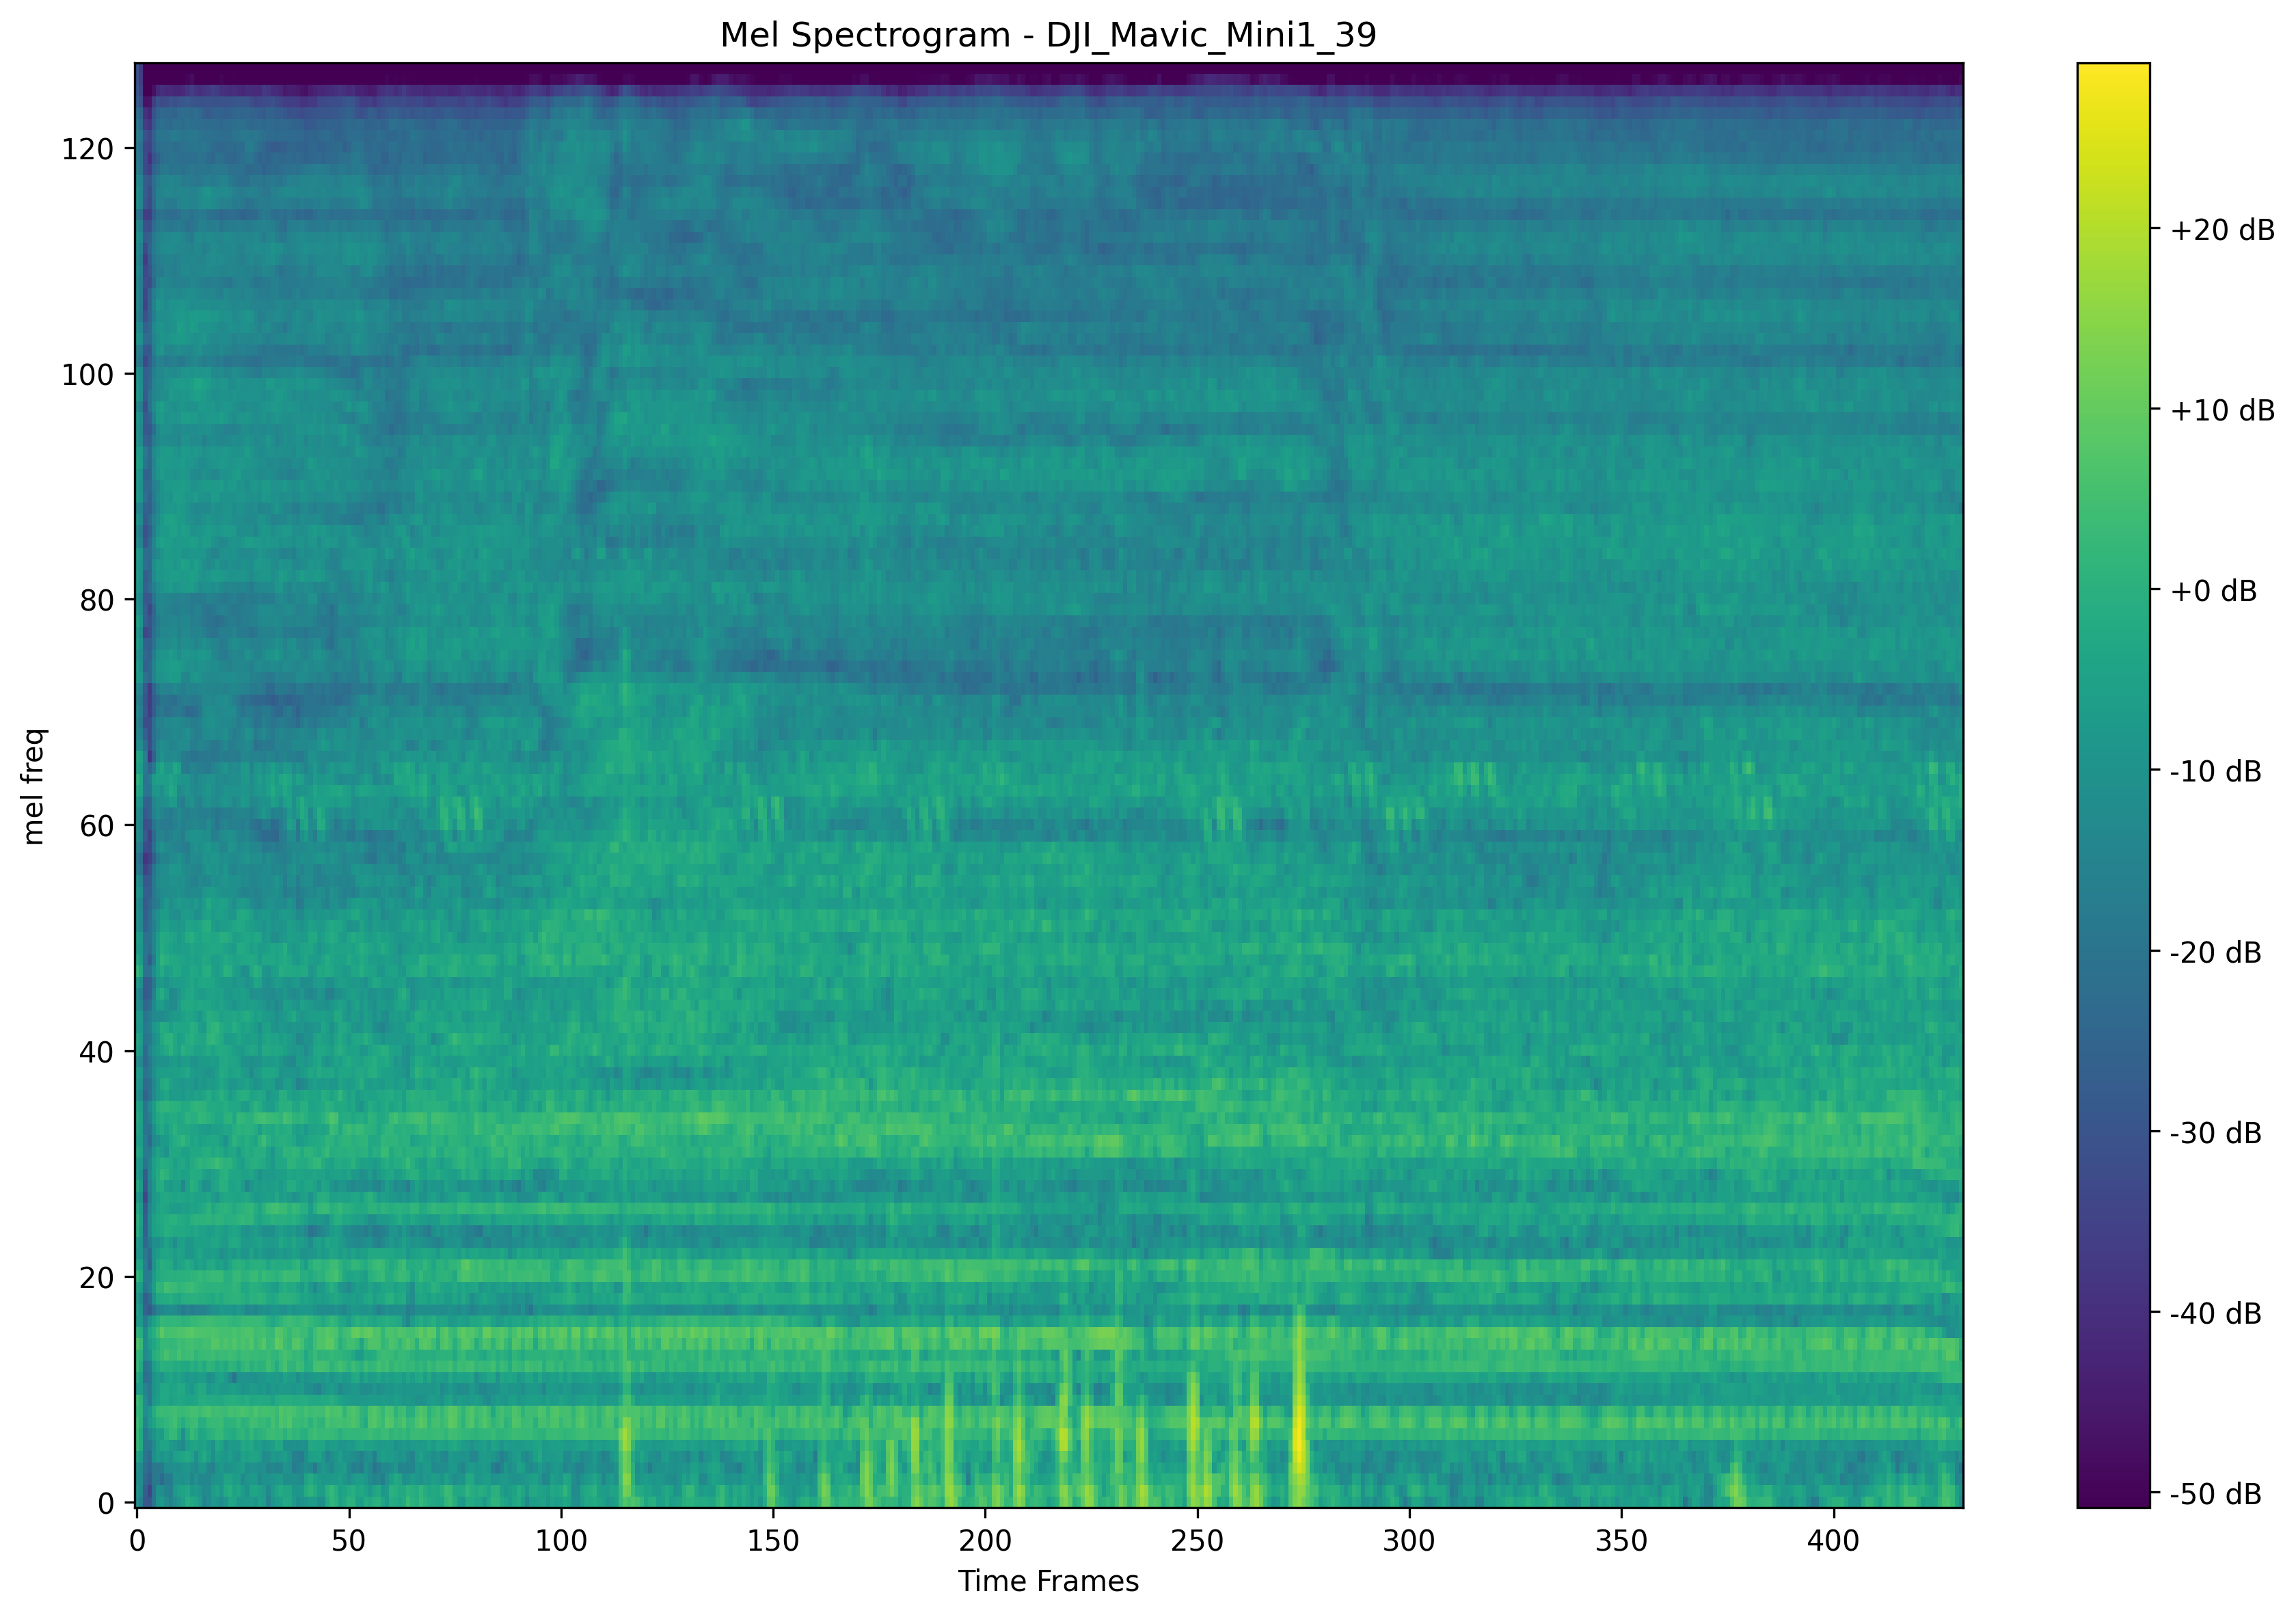 Mel Spectrogram - DJI_Mavic_Mini1_39
mel freq
120
100
80
60
40
20
0
0 50 100 150 200 250 300 350 400
Time Frames
+20 dB
+10 dB
+0 dB
-10 dB
-20 dB
-30 dB
-40 dB
-50 dB